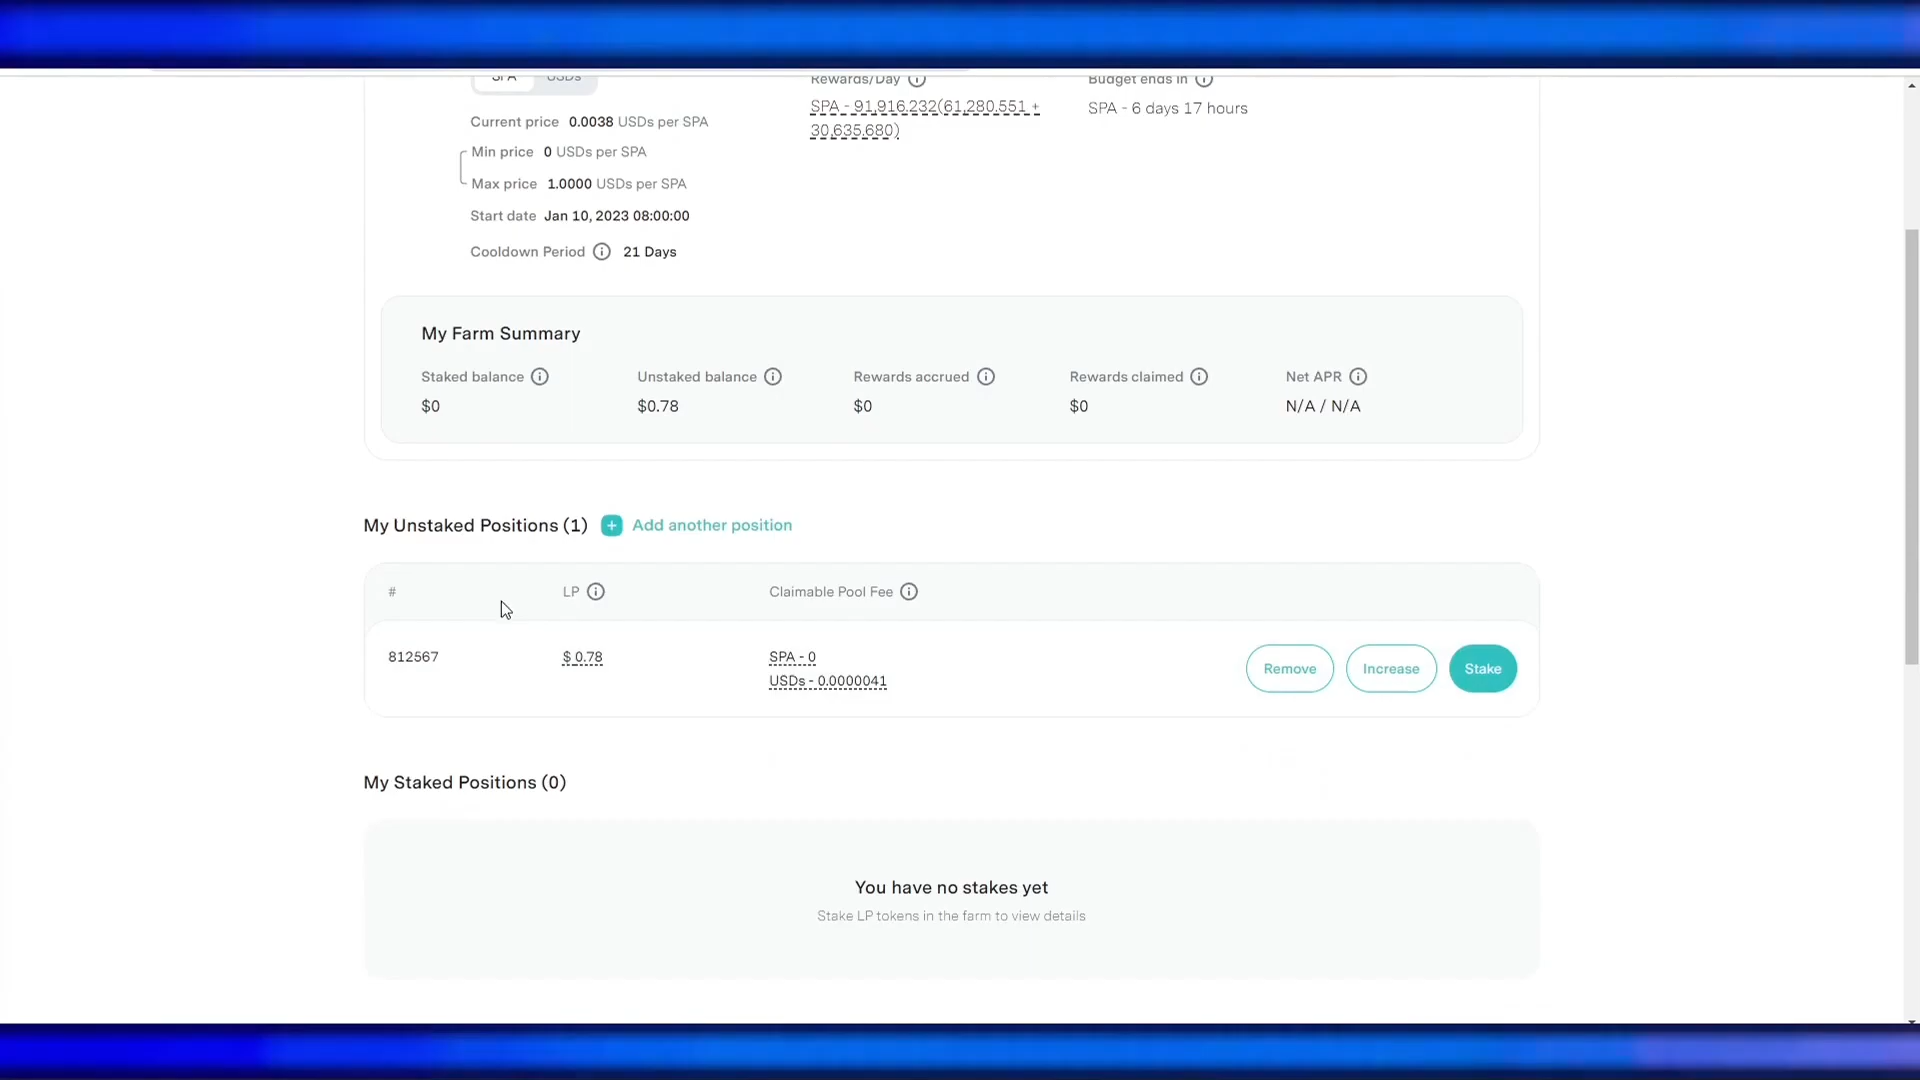 SPA USDs
Rewards/Day
Budget ends in
SPA - 91,916.232(61,280.551 +
30,635.680)
SPA - 6 days 17 hours
Current price 0.0038 USDs per SPA
Min price 0 USDs per SPA
Max price 1.0000 USDs per SPA
Start date Jan 10, 2023 08:00:00
Cooldown Period 21 Days
My Farm Summary
Staked balance
$0
Unstaked balance
$0.78
Rewards accrued
$0
Rewards claimed
$0
Net APR
N/A / N/A
My Unstaked Positions (1) + Add another position
# LP Claimable Pool Fee
812567 $ 0.78 SPA - 0
USDs - 0.0000041
Remove Increase Stake
My Staked Positions (0)
You have no stakes yet
Stake LP tokens in the farm to view details